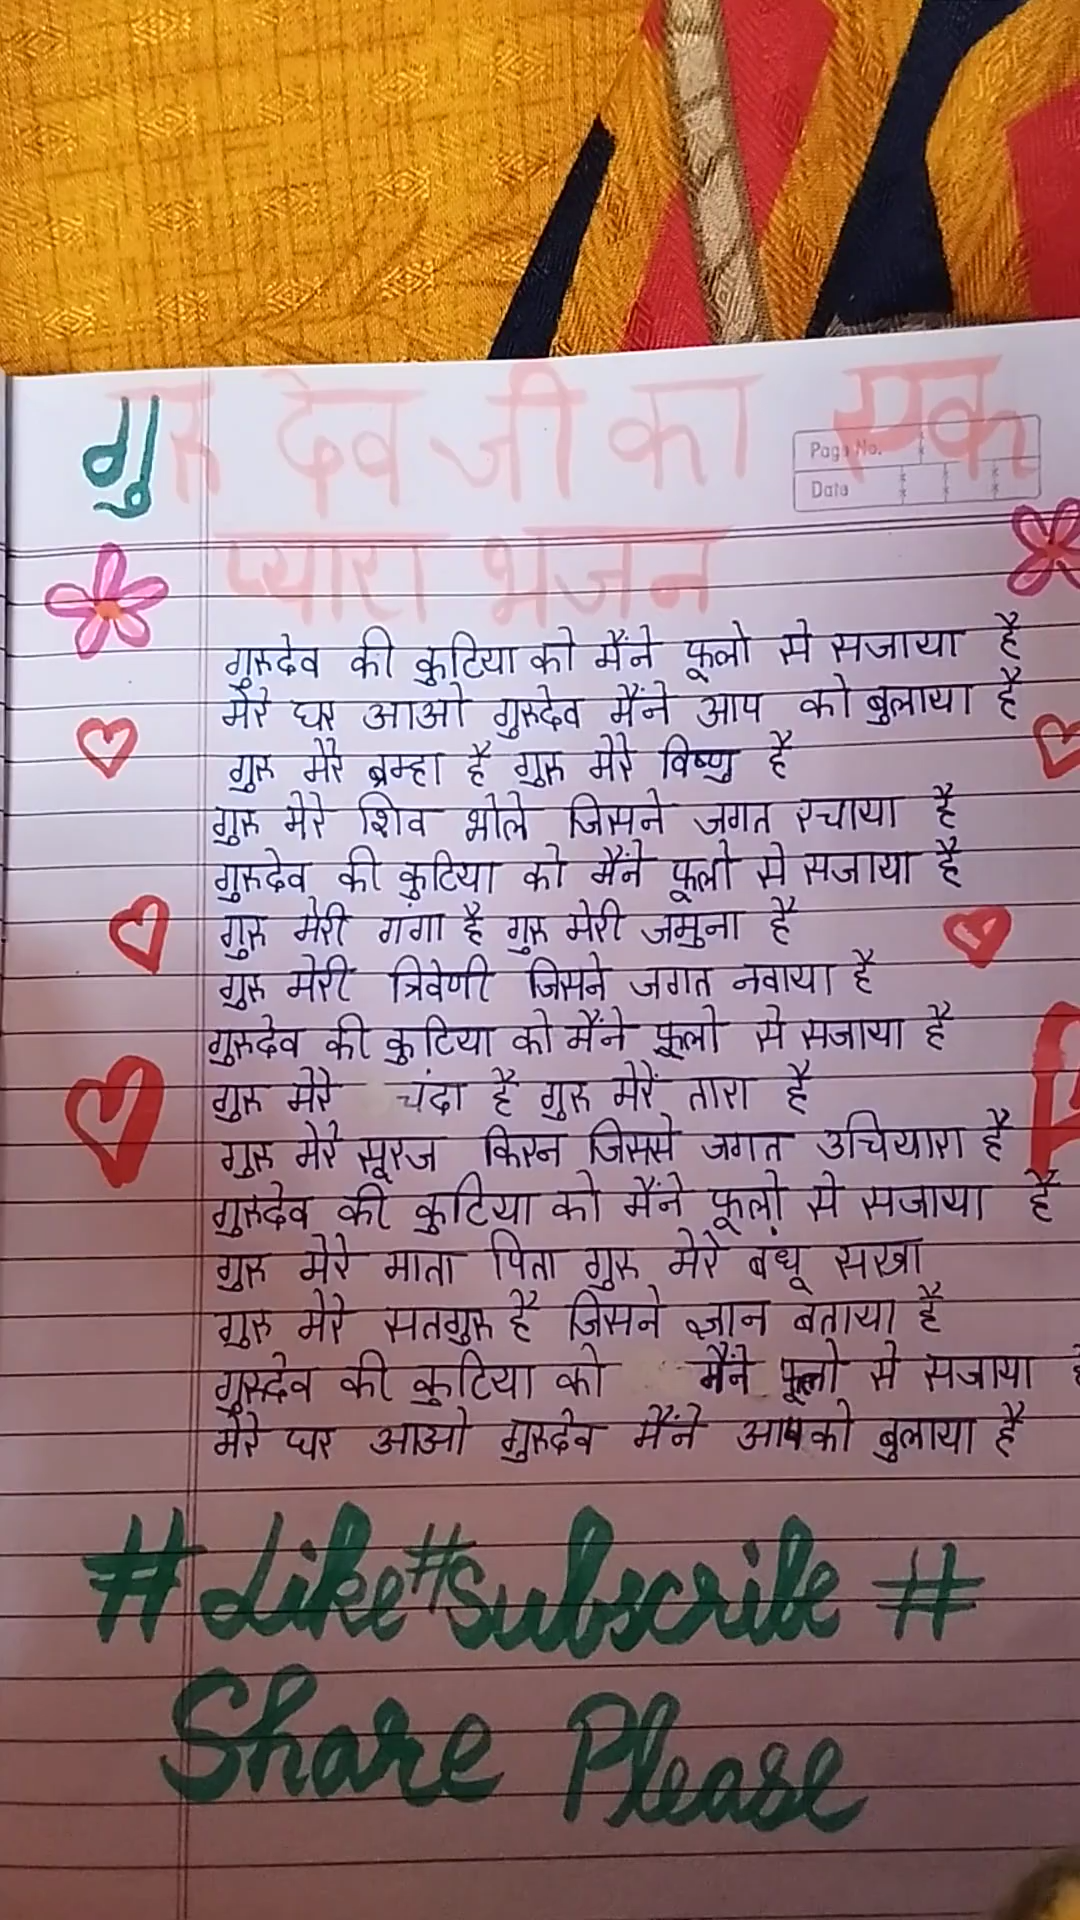 गुरु देव जी का एक
Page No.
Date
प्यारा भजन
गुरुदेव की कुटिया को मैंने फूलो से सजाया है
मेरे घर आओ गुरुदेव मैंने आप को बुलाया है
गुरु मेरे ब्रम्हा है गुरु मेरे विष्णु है
गुरु मेरे शिव भोले जिसने जगत रचाया है
गुरुदेव की कुटिया को मैंने फूलो से सजाया है
गुरु मेरी गंगा है गुरु मेरी जमुना है
गुरु मेरी त्रिवेणी जिसने जगत नवाया है
गुरुदेव की कुटिया को मैंने फूलो से सजाया है
गुरु मेरे चंदा है गुरु मेरें तारा है
गुरु मेरे सूरज किरन जिससे जगत उचियारा है
गुरुदेव की कुटिया को मैंने फूलो से सजाया है
गुरु मेरे माता पिता गुरु मेरे बंधू सखा
गुरु मेरे सतगुरु है जिसने ज्ञान बताया है
गुरुदेव की कुटिया को मैंने फूलो से सजाया है
मेरे घर आओ गुरुदेव मैंने आपको बुलाया है
#Like#Subscribe#
Share Please